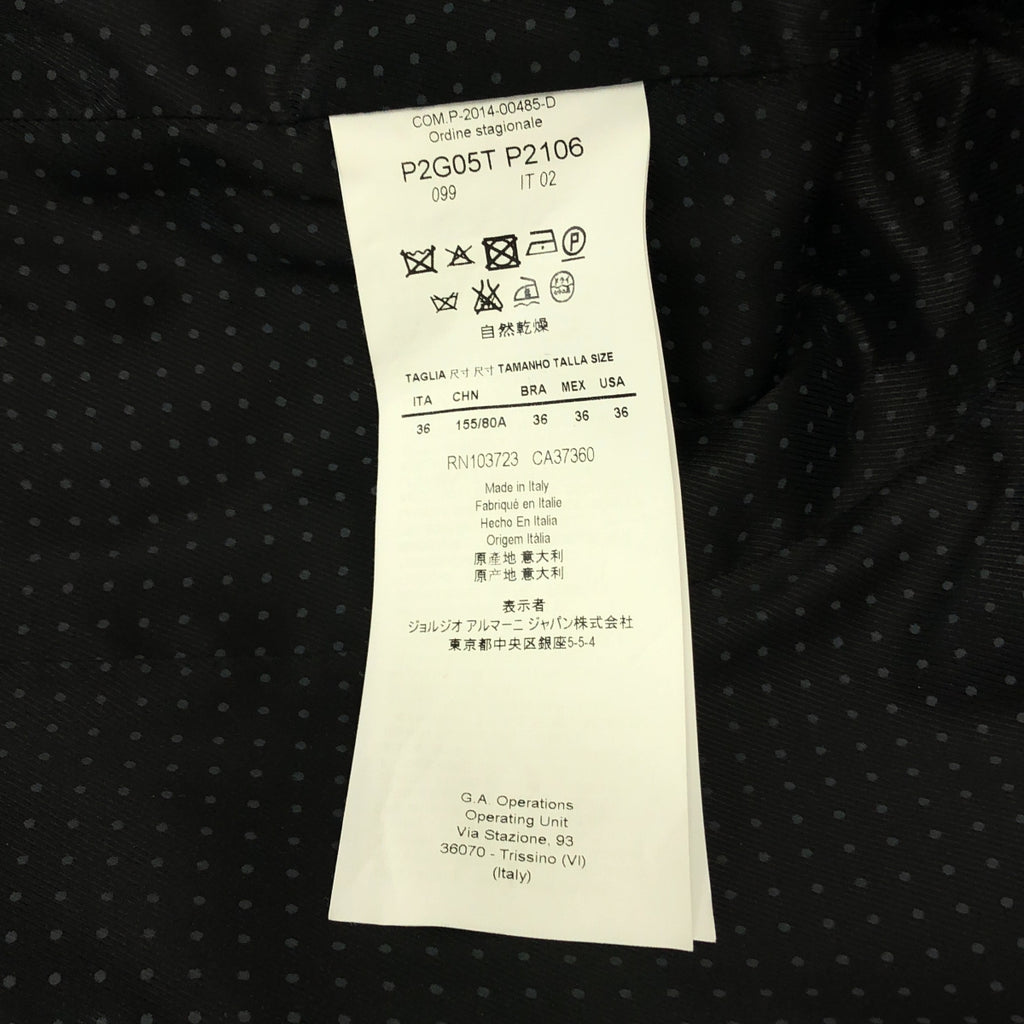 COM.P-2014-00485-D
Ordine stagionale
P2G05T P2106
099 IT 02
P
ドライ
自然乾燥
TAGLIA 尺寸 尺寸 TAMANHO TALLA SIZE
ITA CHN BRA MEX USA
36 155/80A 36 36 36
RN103723 CA37360
Made in Italy
Fabriqué en Italie
Hecho En Italia
Origem Itália
原產地 意大利
原产地 意大利
表示者
ジョルジオ アルマーニ ジャパン株式会社
東京都中央区銀座5-5-4
G.A. Operations
Operating Unit
Via Stazione, 93
36070 - Trissino (VI)
(Italy)